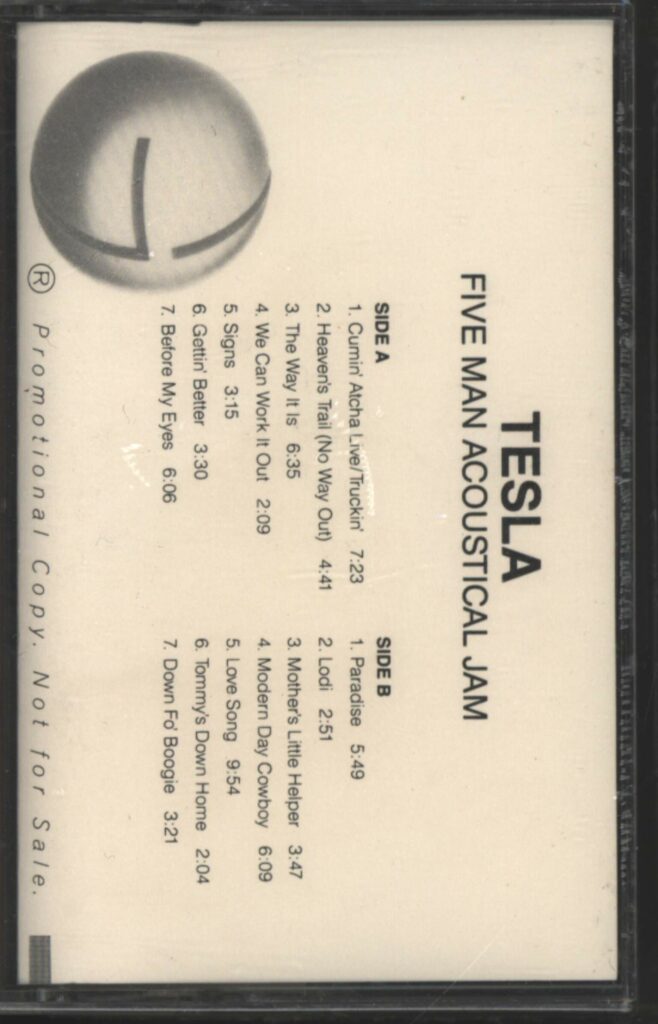 TESLA
FIVE MAN ACOUSTICAL JAM
SIDE A
1. Cumin' Atcha Live/Truckin' 7:23
2. Heaven's Trail (No Way Out) 4:41
3. The Way It Is 6:35
4. We Can Work It Out 2:09
5. Signs 3:15
6. Gettin' Better 3:30
7. Before My Eyes 6:06
SIDE B
1. Paradise 5:49
2. Lodi 2:51
3. Mother's Little Helper 3:47
4. Modern Day Cowboy 6:09
5. Love Song 9:54
6. Tommy's Down Home 2:04
7. Down Fo' Boogie 3:21
® Promotional Copy. Not for Sale.